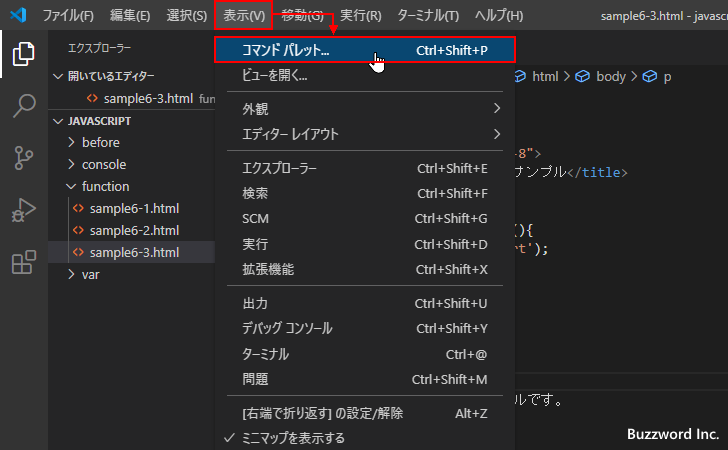 ファイル(F) 編集(E) 選択(S) 表示(V) 移動(G) 実行(R) ターミナル(T) ヘルプ(H) sample6-3.html - javascript
エクスプローラー
開いているエディター
sample6-3.html fun
JAVASCRIPT
before
console
function
sample6-1.html
sample6-2.html
sample6-3.html
var
コマンド パレット... Ctrl+Shift+P
ビューを開く...
外観
エディター レイアウト
エクスプローラー Ctrl+Shift+E
検索 Ctrl+Shift+F
SCM Ctrl+Shift+G
実行 Ctrl+Shift+D
拡張機能 Ctrl+Shift+X
出力 Ctrl+Shift+U
デバッグ コンソール Ctrl+Shift+Y
ターミナル Ctrl+@
問題 Ctrl+Shift+M
[右端で折り返す] の設定/解除 Alt+Z
ミニマップを表示する
html > body > p
-8">
サンプル</title>
(){
rt');
ルです。
Buzzword Inc.